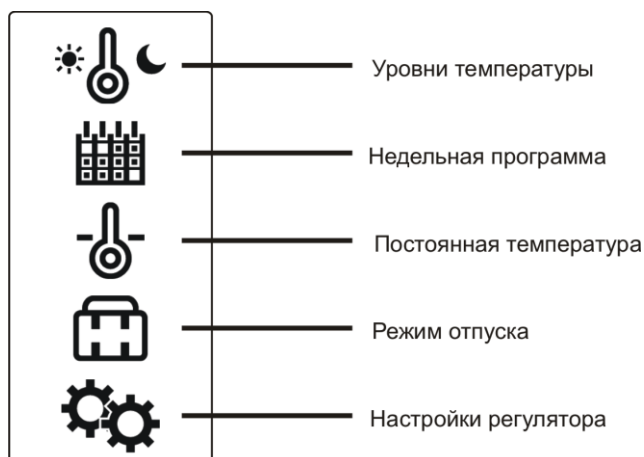 Уровни температуры
Недельная программа
Постоянная температура
Режим отпуска
Настройки регулятора